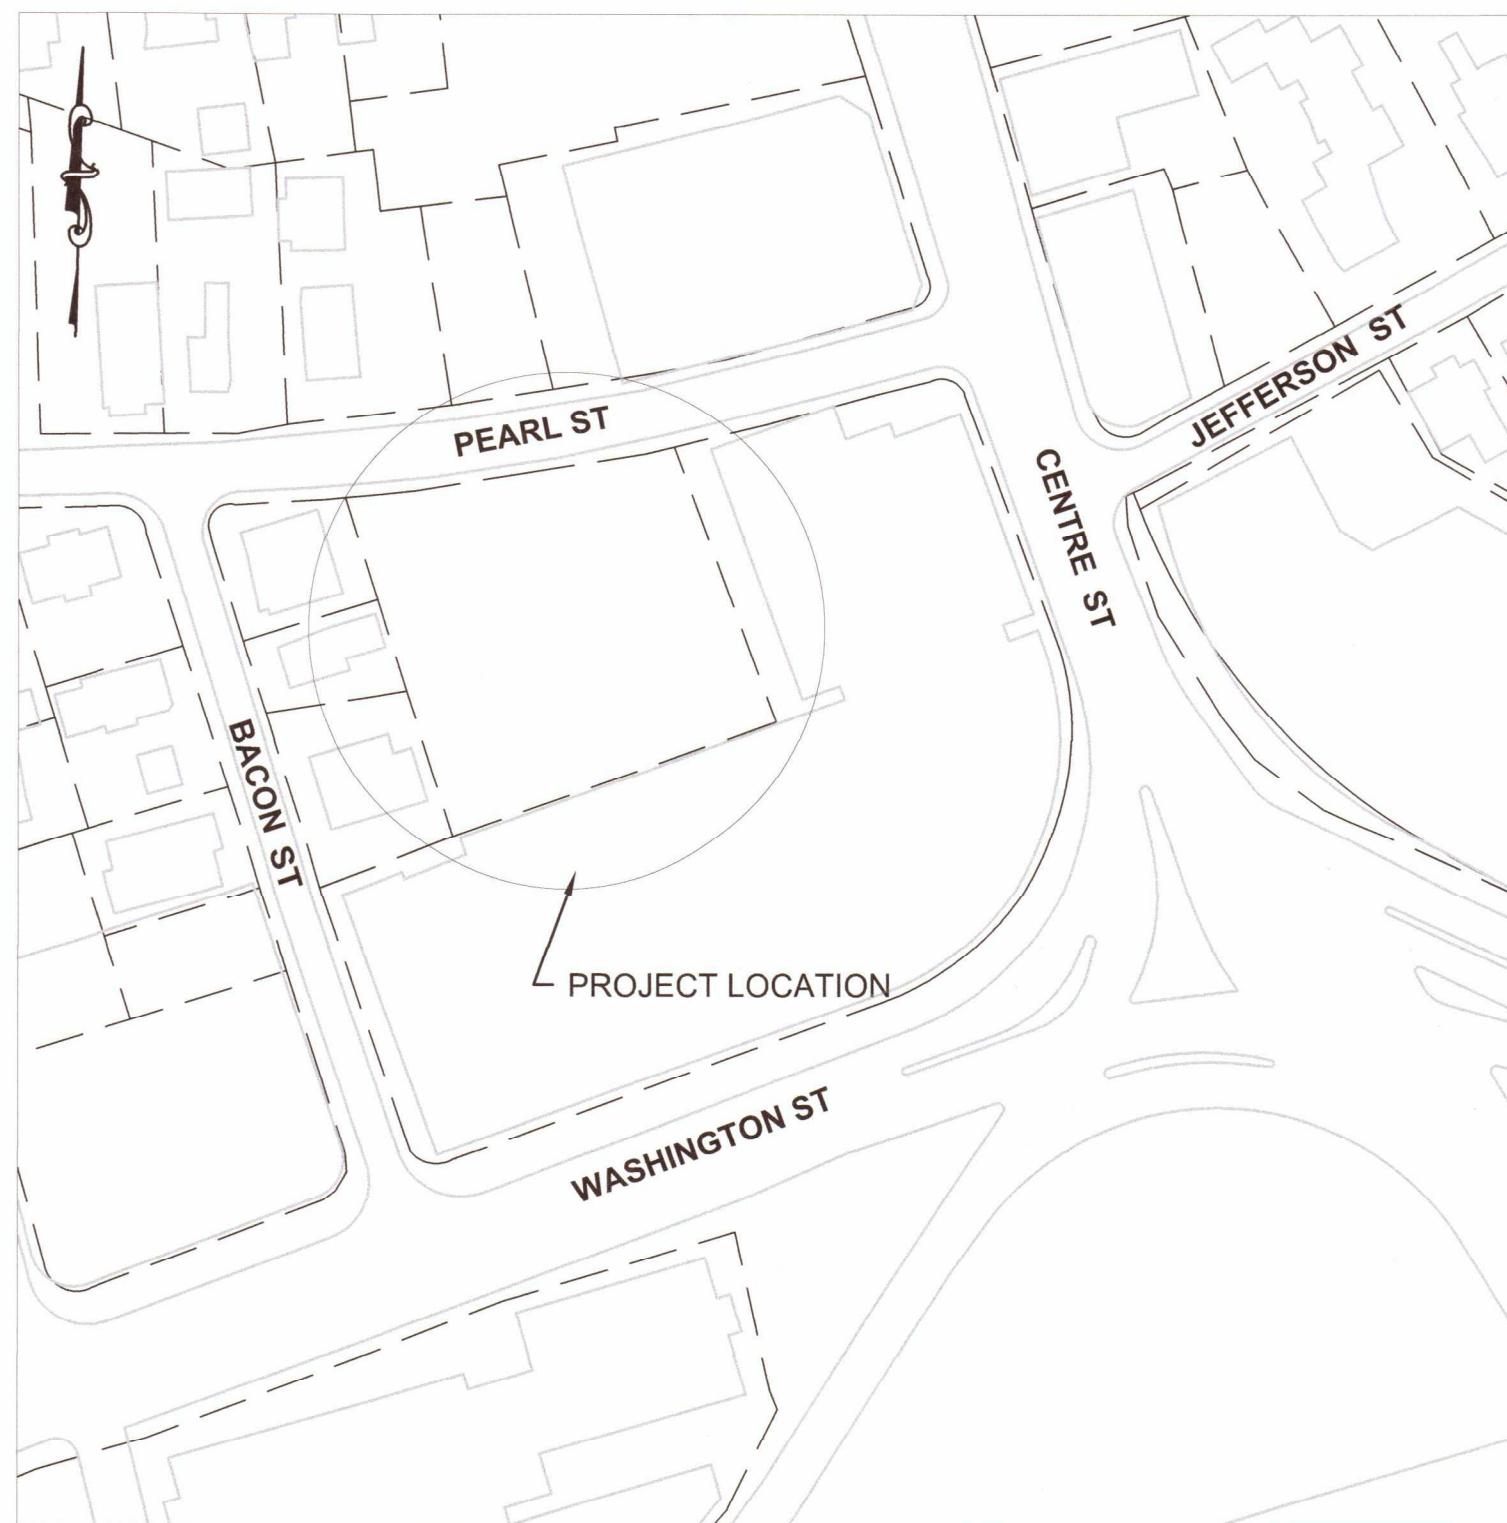 PEARL ST
JEFFERSON ST
CENTRE ST
BACON ST
PROJECT LOCATION
WASHINGTON ST